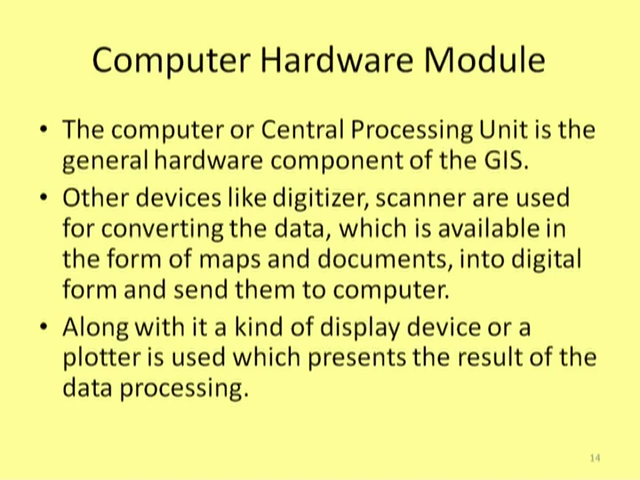 Computer Hardware Module
• The computer or Central Processing Unit is the
general hardware component of the GIS.
• Other devices like digitizer, scanner are used
for converting the data, which is available in
the form of maps and documents, into digital
form and send them to computer.
• Along with it a kind of display device or a
plotter is used which presents the result of the
data processing.
14